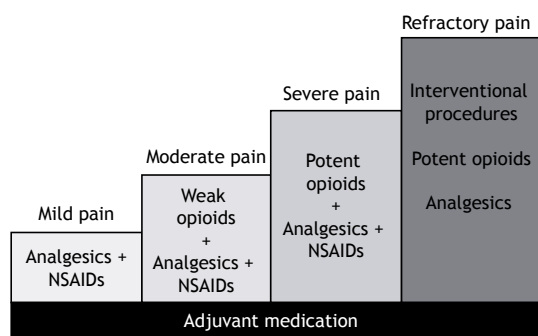 Refractory pain
Interventional
procedures
Potent opioids
Analgesics
Severe pain
Potent
opioids
+
Analgesics +
NSAIDs
Moderate pain
Weak
opioids
+
Analgesics +
NSAIDs
Mild pain
Analgesics +
NSAIDs
Adjuvant medication